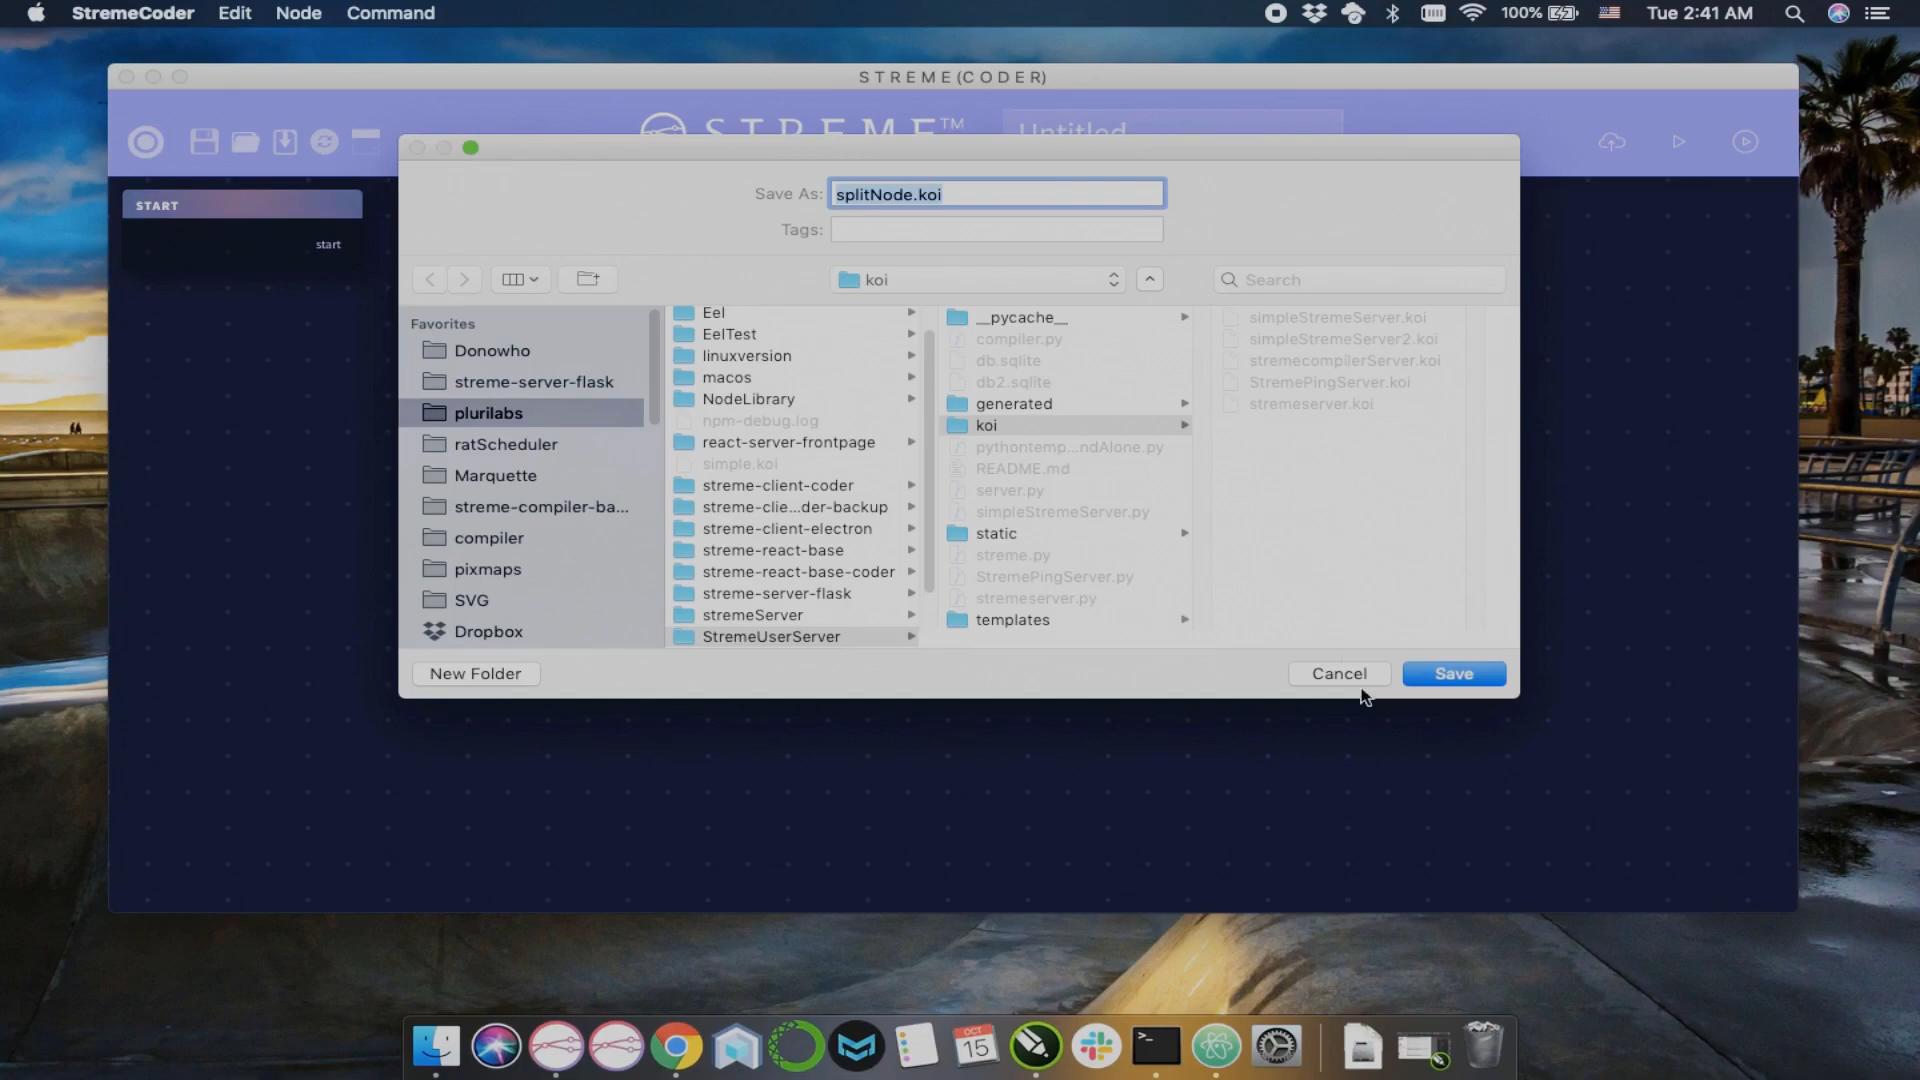 StremeCoder Edit Node Command 100% Tue 2:41 AM
STREME(CODER)
STREME™ Untitled
START
start
Save As: splitNode.koi
Tags:
koi
Search
Favorites
Donowho
streme-server-flask
plurilabs
ratScheduler
Marquette
streme-compiler-ba...
compiler
pixmaps
SVG
Dropbox
Eel
EelTest
linuxversion
macos
NodeLibrary
npm-debug.log
react-server-frontpage
simple.koi
streme-client-coder
streme-clie...der-backup
streme-client-electron
streme-react-base
streme-react-base-coder
streme-server-flask
stremeServer
StremeUserServer
__pycache__
compiler.py
db.sqlite
db2.sqlite
generated
koi
pythontemp...ndAlone.py
README.md
server.py
simpleStremeServer.py
static
streme.py
StremePingServer.py
stremeserver.py
templates
simpleStremeServer.koi
simpleStremeServer2.koi
stremecompilerServer.koi
StremePingServer.koi
stremeserver.koi
New Folder
Cancel
Save
OCT
15